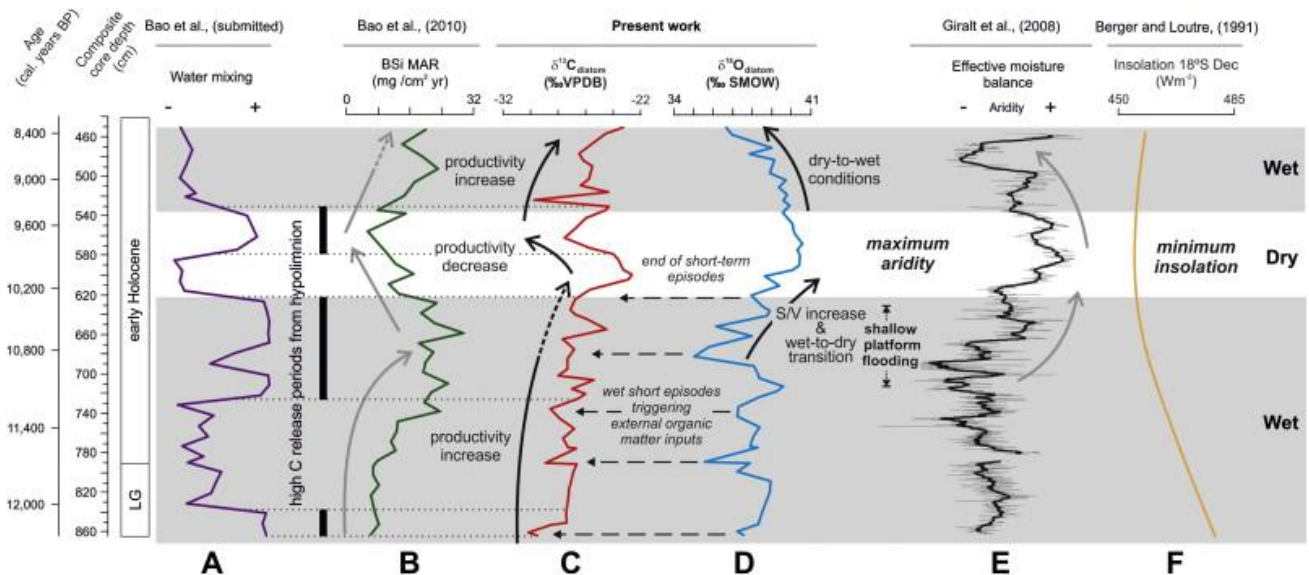 Bao et al., (submitted)
Bao et al., (2010)
Present work
Giralt et al., (2008)
Berger and Loutre, (1991)
Age
(cal. years BP)
Composite
core depth
(cm)
Water mixing
- +
BSi MAR
(mg /cm² yr)
0 32
δ¹³C diatom
(‰VPDB)
-32 -22
δ¹⁸O diatom
(‰ SMOW)
34 41
Effective moisture
balance
- Aridity +
Insolation 18ºS Dec
(Wm⁻²)
450 485
8,400
9,000
9,600
10,200
10,800
11,400
12,000
460
500
540
580
620
660
700
740
780
820
860
early Holocene
LG
high C release periods from hypolimnion
productivity
increase
productivity
decrease
productivity
increase
dry-to-wet
conditions
end of short-term
episodes
S/V increase
&
wet-to-dry
transition
shallow
platform
flooding
wet short episodes
triggering
external organic
matter inputs
maximum
aridity
minimum
insolation
Wet
Dry
Wet
A B C D E F